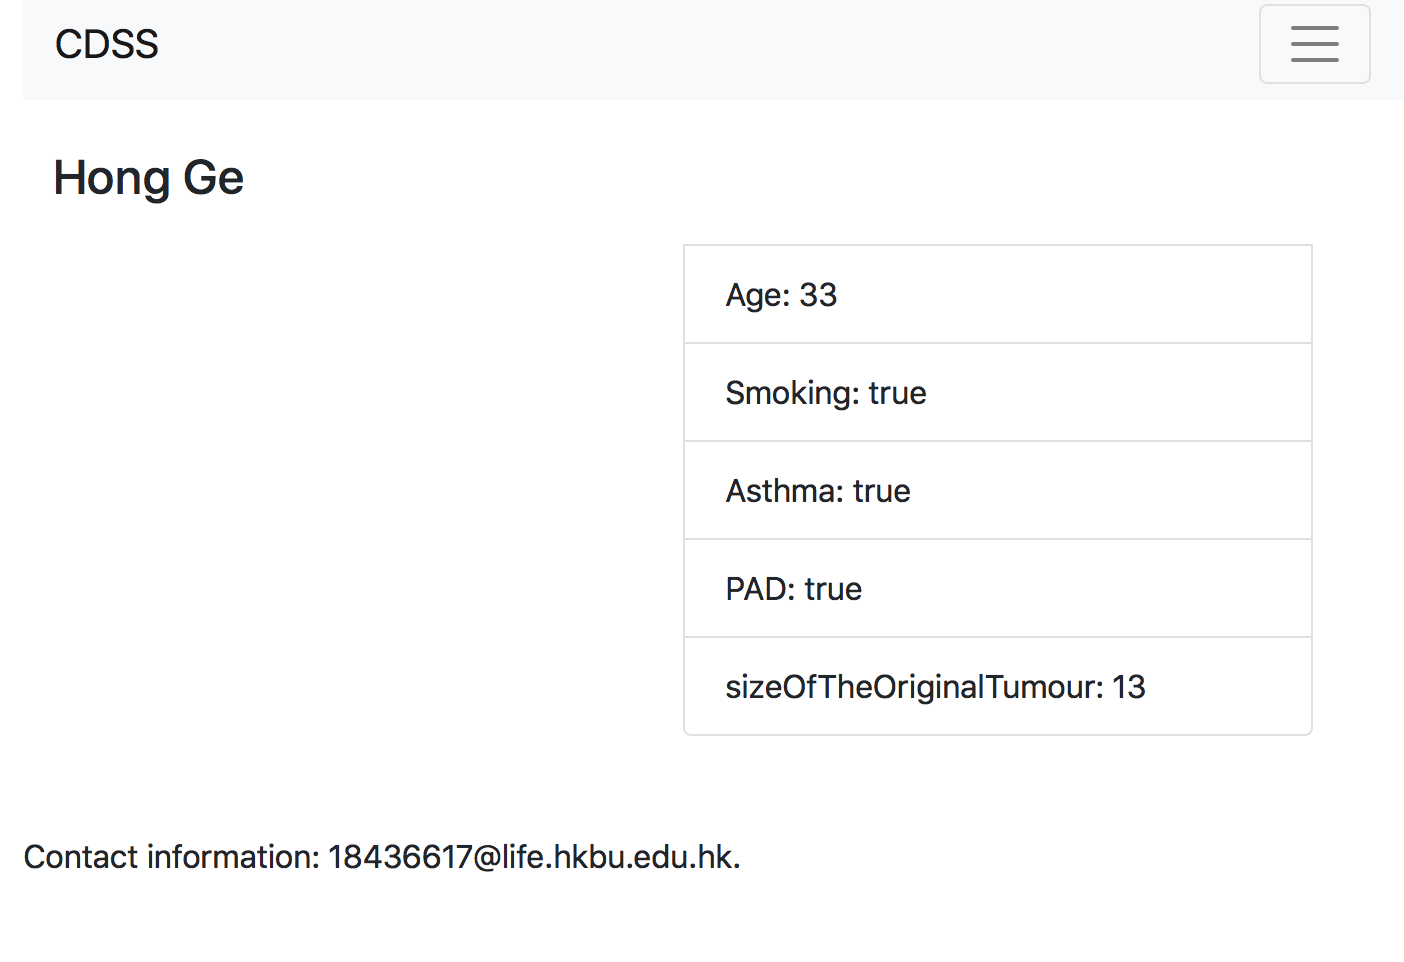 CDSS
Hong Ge
Age: 33
Smoking: true
Asthma: true
PAD: true
sizeOfTheOriginalTumour: 13
Contact information: 18436617@life.hkbu.edu.hk.